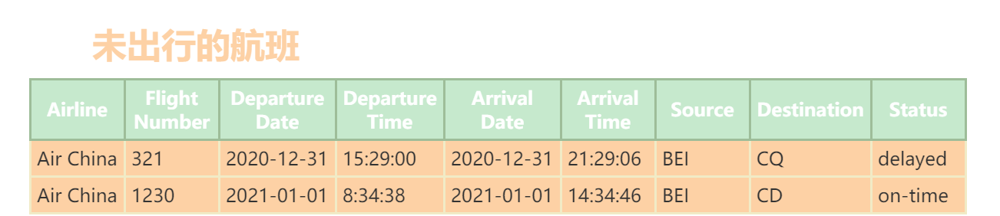 未出行的航班
Airline Flight Number Departure Date Departure Time Arrival Date Arrival Time Source Destination Status
Air China 321 2020-12-31 15:29:00 2020-12-31 21:29:06 BEI CQ delayed
Air China 1230 2021-01-01 8:34:38 2021-01-01 14:34:46 BEI CD on-time